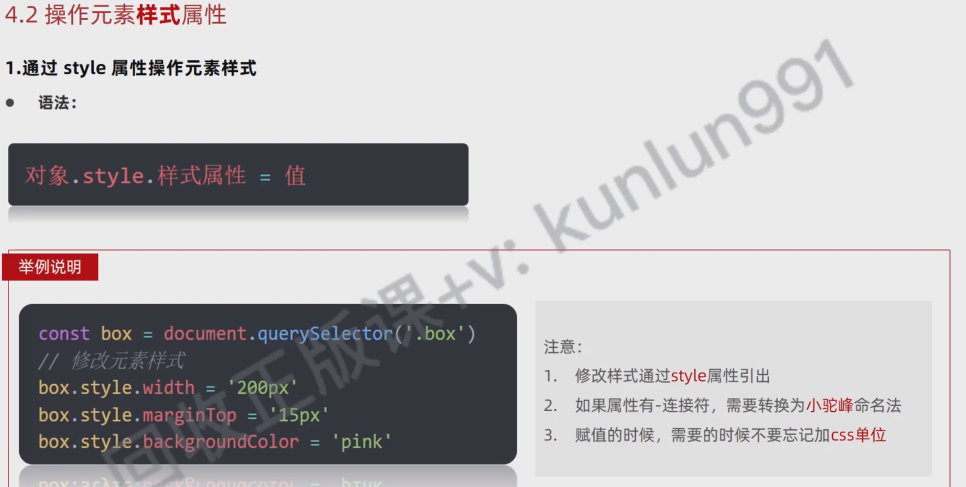 4.2 操作元素样式属性
1.通过 style 属性操作元素样式
● 语法：
对象.style.样式属性 = 值
举例说明
const box = document.querySelector('.box')
// 修改元素样式
box.style.width = '200px'
box.style.marginTop = '15px'
box.style.backgroundColor = 'pink'
注意：
1. 修改样式通过style属性引出
2. 如果属性有-连接符，需要转换为小驼峰命名法
3. 赋值的时候，需要的时候不要忘记加css单位
回收正版课+v: kunlun991